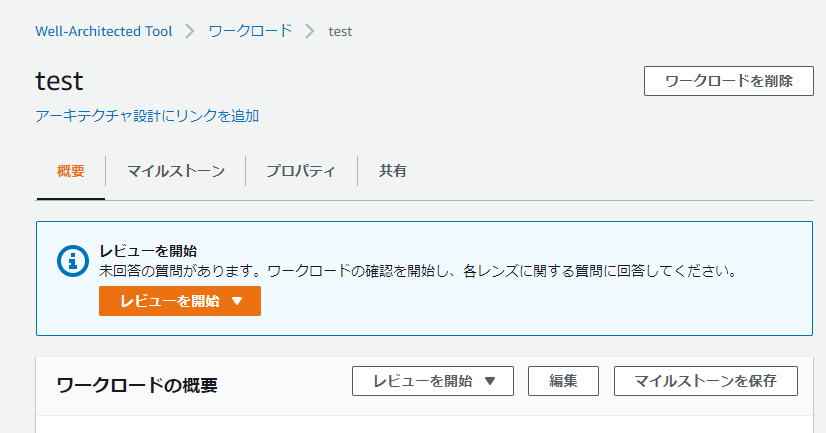 Well-Architected Tool > ワークロード > test
test
ワークロードを削除
アーキテクチャ設計にリンクを追加
概要 マイルストーン プロパティ 共有
レビューを開始
未回答の質問があります。ワークロードの確認を開始し、各レンズに関する質問に回答してください。
レビューを開始 ▼
ワークロードの概要 レビューを開始 ▼ 編集 マイルストーンを保存